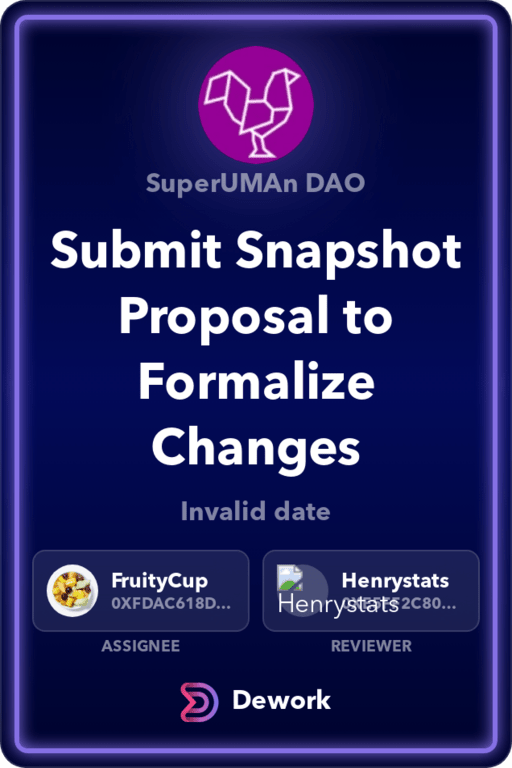 SuperUMAn DAO
Submit Snapshot
Proposal to
Formalize
Changes
Invalid date
FruityCup
0XFDAC618D...
ASSIGNEE
Henrystats
Henrystats
REVIEWER
Dework